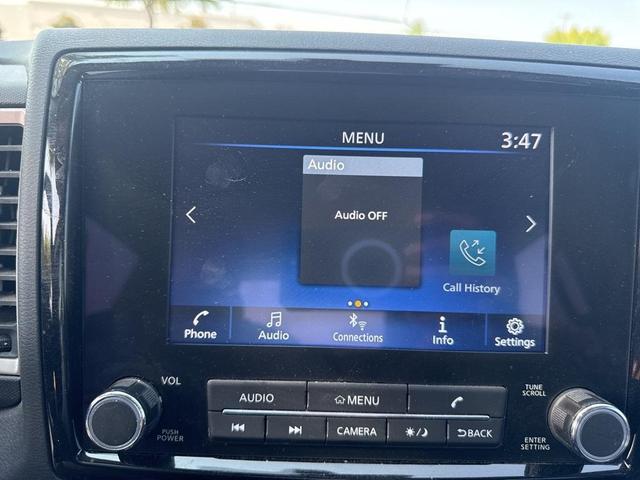 MENU 3:47
Audio
Audio OFF
Call History
Phone Audio Connections Info Settings
VOL
PUSH
POWER
AUDIO MENU
CAMERA BACK
TUNE
SCROLL
ENTER
SETTING